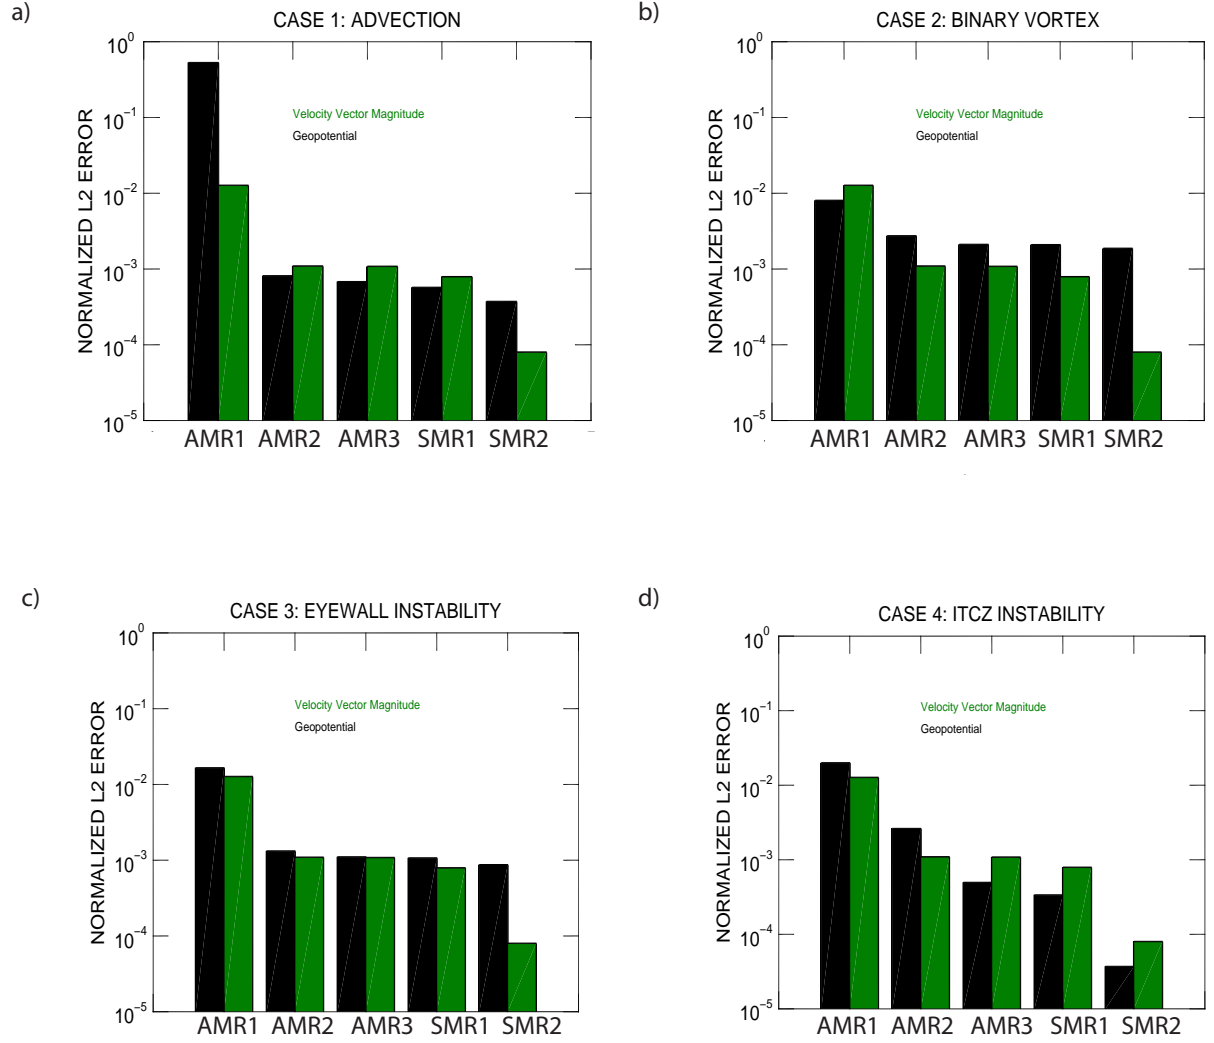 a)
CASE 1: ADVECTION
NORMALIZED L2 ERROR
10^0
10^−1
10^−2
10^−3
10^−4
10^−5
Velocity Vector Magnitude
Geopotential
AMR1 AMR2 AMR3 SMR1 SMR2
b)
CASE 2: BINARY VORTEX
NORMALIZED L2 ERROR
10^0
10^−1
10^−2
10^−3
10^−4
10^−5
Velocity Vector Magnitude
Geopotential
AMR1 AMR2 AMR3 SMR1 SMR2
c)
CASE 3: EYEWALL INSTABILITY
NORMALIZED L2 ERROR
10^0
10^−1
10^−2
10^−3
10^−4
10^−5
Velocity Vector Magnitude
Geopotential
AMR1 AMR2 AMR3 SMR1 SMR2
d)
CASE 4: ITCZ INSTABILITY
NORMALIZED L2 ERROR
10^0
10^−1
10^−2
10^−3
10^−4
10^−5
Velocity Vector Magnitude
Geopotential
AMR1 AMR2 AMR3 SMR1 SMR2